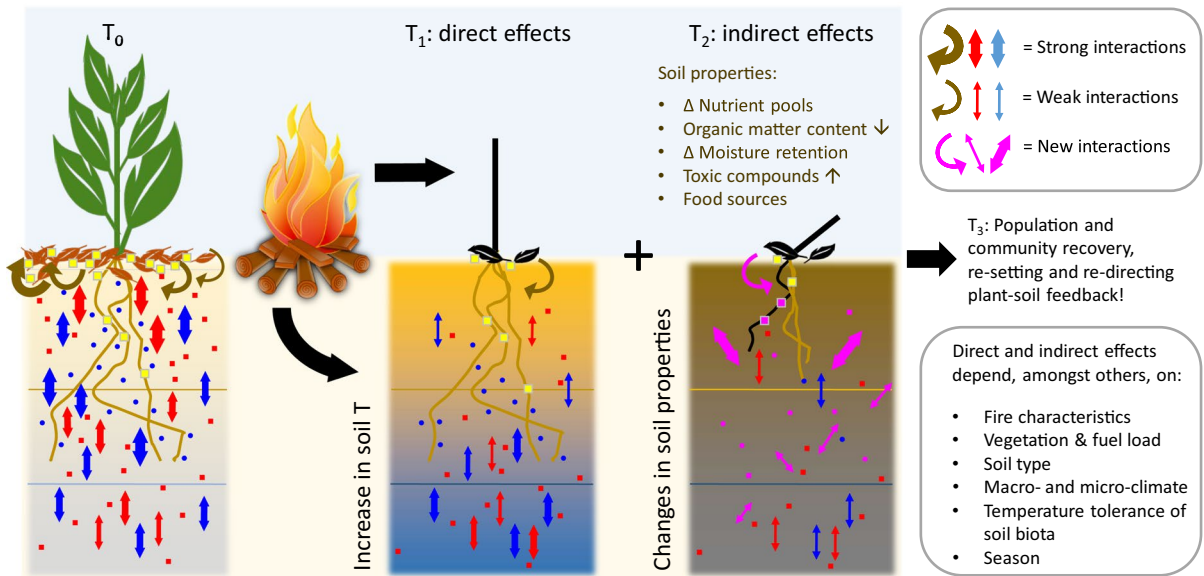 T₀
T₁: direct effects
T₂: indirect effects
Soil properties:
• Δ Nutrient pools
• Organic matter content ↓
• Δ Moisture retention
• Toxic compounds ↑
• Food sources
+
Increase in soil T
Changes in soil properties
= Strong interactions
= Weak interactions
= New interactions
T₃: Population and
community recovery,
re-setting and re-directing
plant-soil feedback!
Direct and indirect effects
depend, amongst others, on:
• Fire characteristics
• Vegetation & fuel load
• Soil type
• Macro- and micro-climate
• Temperature tolerance of
soil biota
• Season